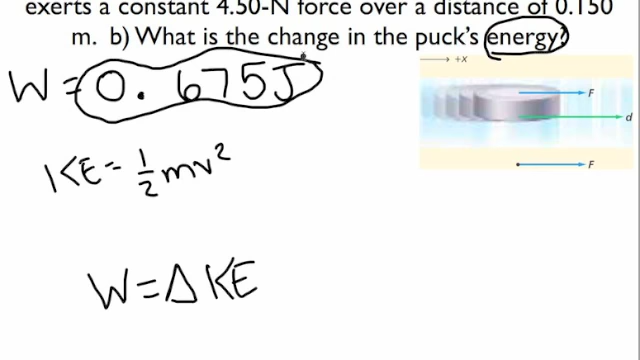 exerts a constant 4.50-N force over a distance of 0.150
m. b) What is the change in the puck's energy?
W = 0.675J
+x
F
d
KE = 1/2 mv²
F
W = Δ KE